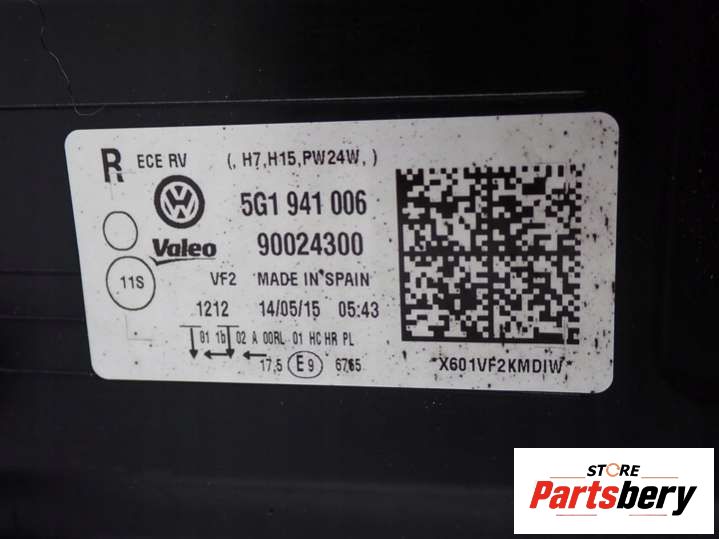 R ECE RV (, H7,H15,PW24W, )
5G1 941 006
Valeo 90024300
11S
VF2 MADE IN SPAIN
1212 14/05/15 05:43
01 1b 02 A 00RL 01 HC HR PL
17,5 E9 6765
*X601VF2KMDIW*
STORE
Partsbery